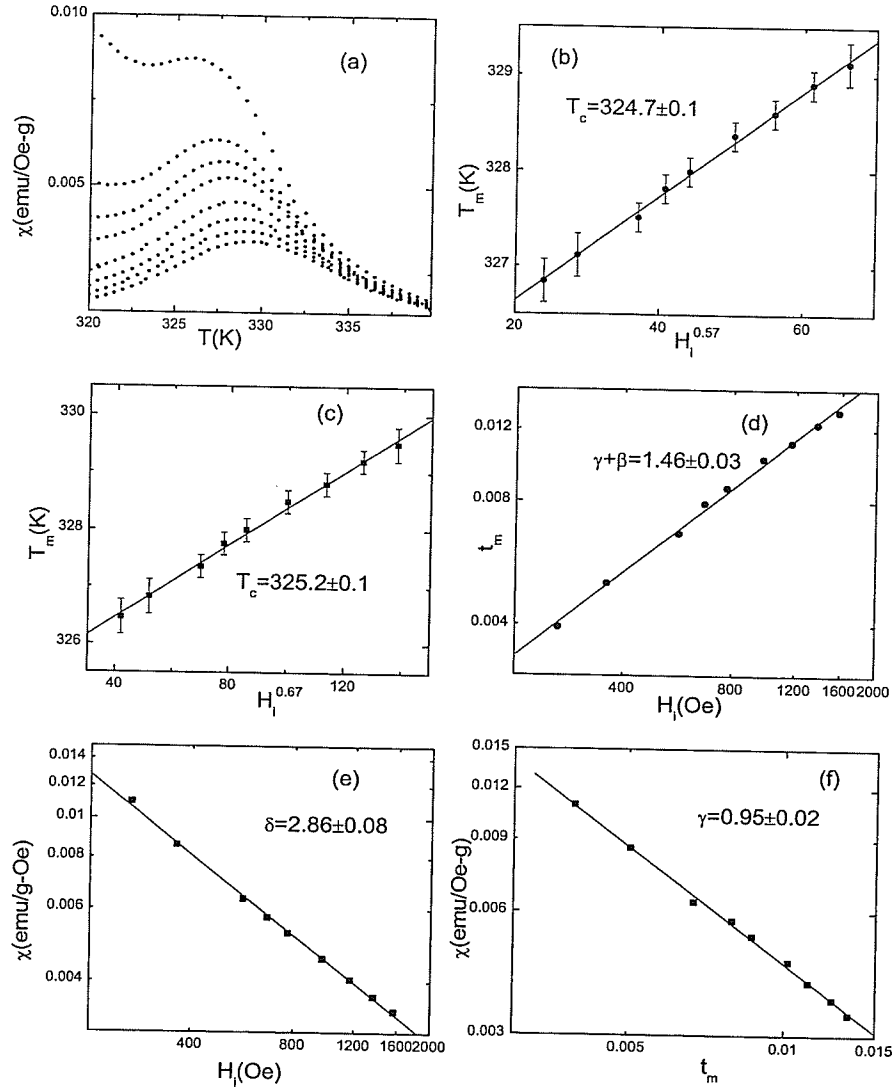 (a)
0.010
0.005
χ(emu/Oe-g)
320 325 330 335
T(K)
(b)
T_c=324.7±0.1
329
328
327
T_m(K)
20 40 60
H_i^0.57
(c)
T_c=325.2±0.1
330
328
326
T_m(K)
40 80 120
H_i^0.67
(d)
γ+β=1.46±0.03
0.012
0.008
0.004
t_m
400 800 1200 1600 2000
H_i(Oe)
(e)
δ=2.86±0.08
0.014
0.012
0.01
0.008
0.006
0.004
χ(emu/g-Oe)
400 800 1200 1600 2000
H_i(Oe)
(f)
γ=0.95±0.02
0.015
0.012
0.009
0.006
0.003
χ(emu/Oe-g)
0.005 0.01 0.015
t_m